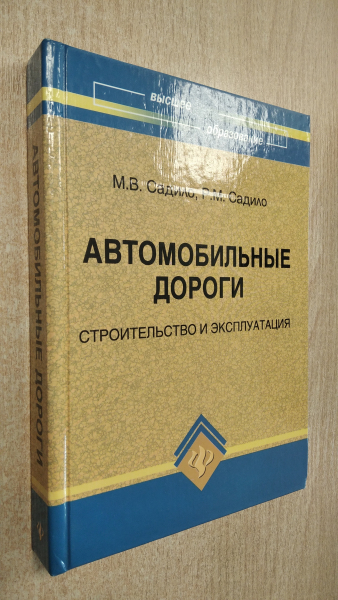 высшее
образование
М.В. Садило, Р.М. Садило
АВТОМОБИЛЬНЫЕ
ДОРОГИ
СТРОИТЕЛЬСТВО И ЭКСПЛУАТАЦИЯ
АВТОМОБИЛЬНЫЕ ДОРОГИ